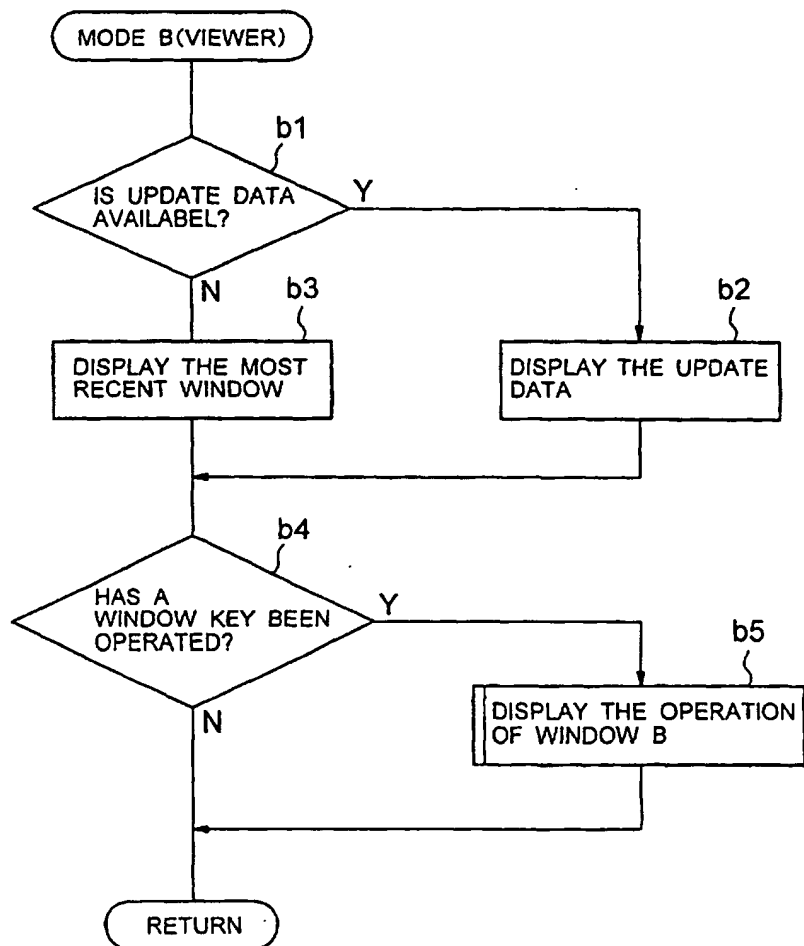 MODE B(VIEWER)
b1
IS UPDATE DATA
AVAILABEL?
Y
N
b3
b2
DISPLAY THE MOST
RECENT WINDOW
DISPLAY THE UPDATE
DATA
b4
HAS A
WINDOW KEY BEEN
OPERATED?
Y
N
b5
DISPLAY THE OPERATION
OF WINDOW B
RETURN